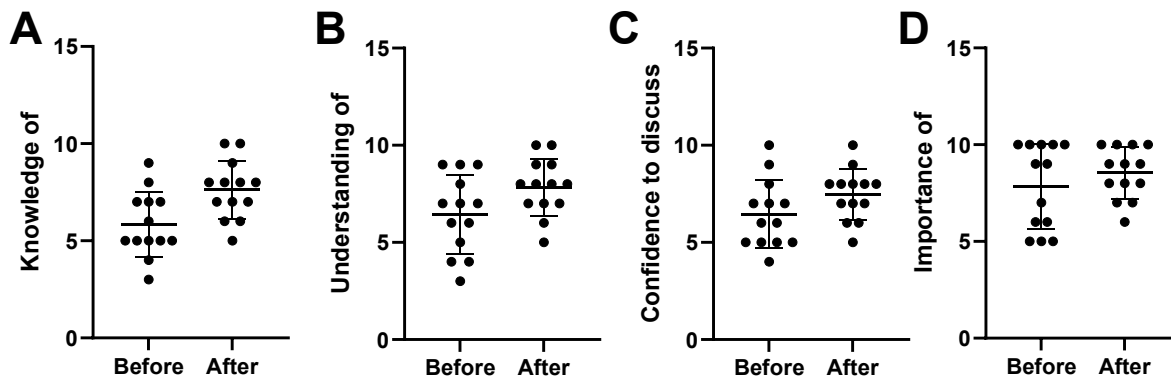 A
Knowledge of
15
10
5
0
Before After
B
Understanding of
15
10
5
0
Before After
C
Confidence to discuss
15
10
5
0
Before After
D
Importance of
15
10
5
0
Before After